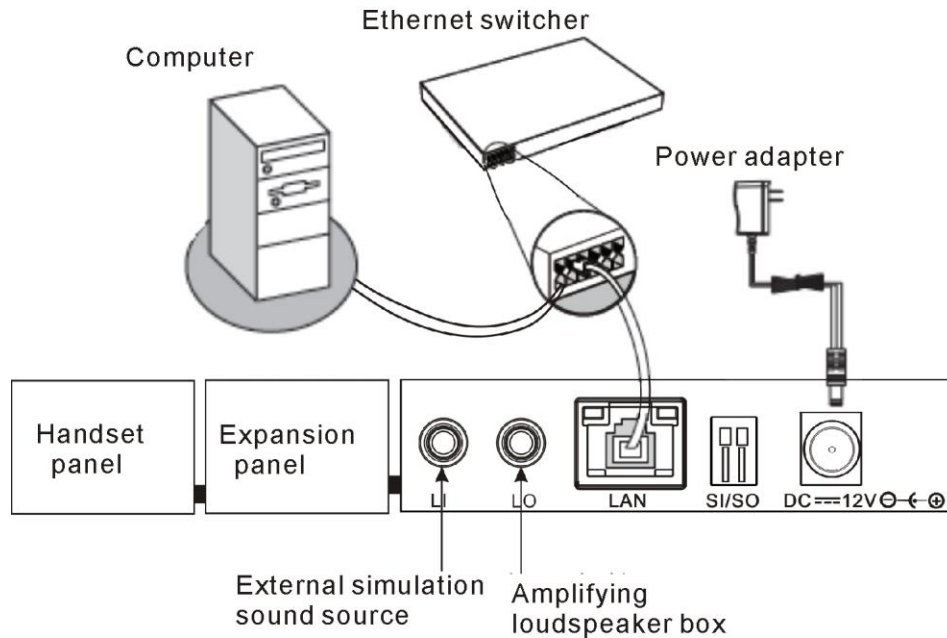 Ethernet switcher
Computer
Power adapter
Handset
panel
Expansion
panel
LI
LO
LAN
SI/SO
DC 12V
External simulation
sound source
Amplifying
loudspeaker box